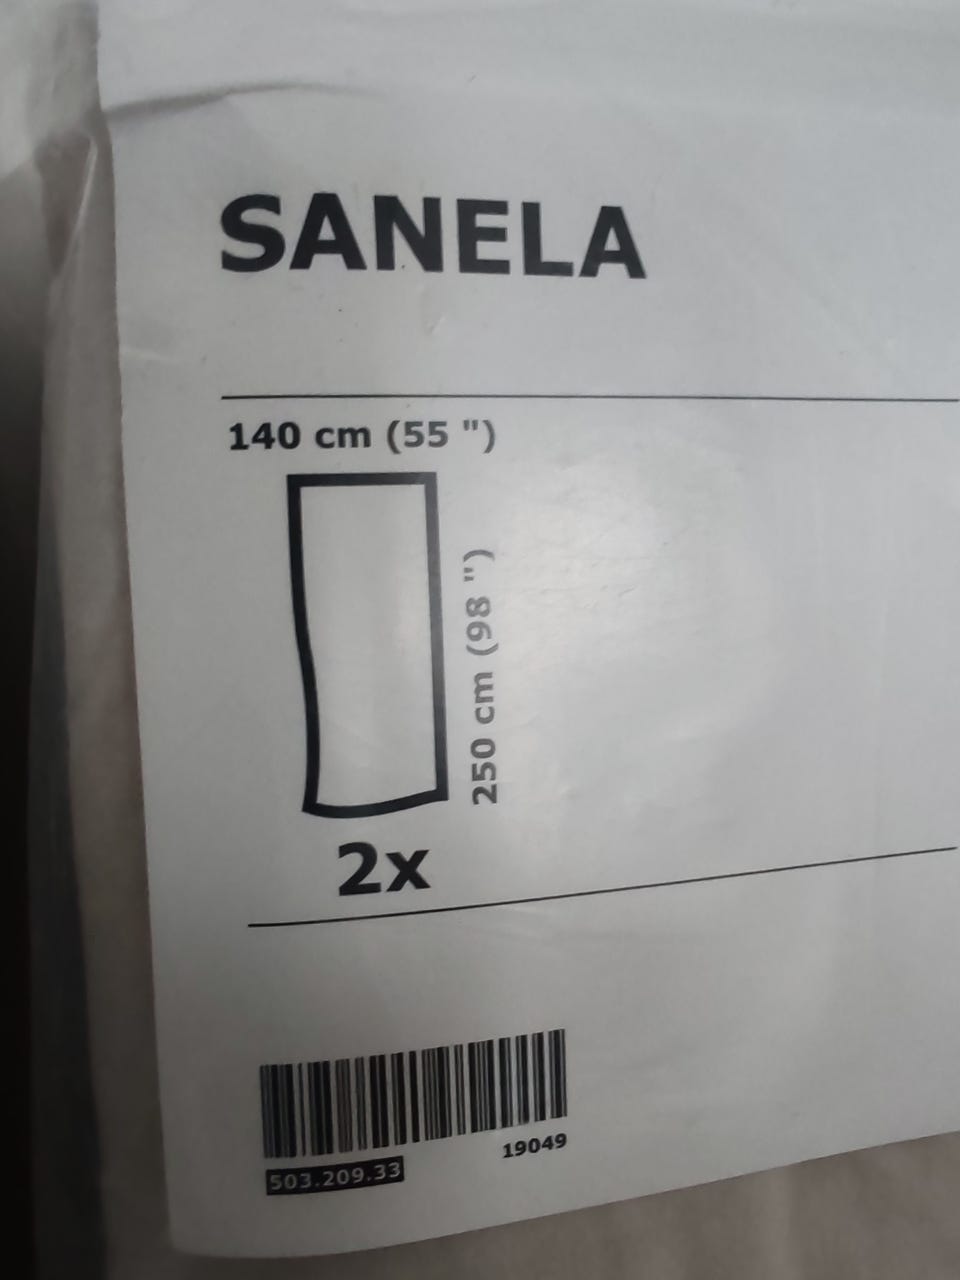 SANELA
140 cm (55 ")
250 cm (98 ")
2x
19049
503.209.33